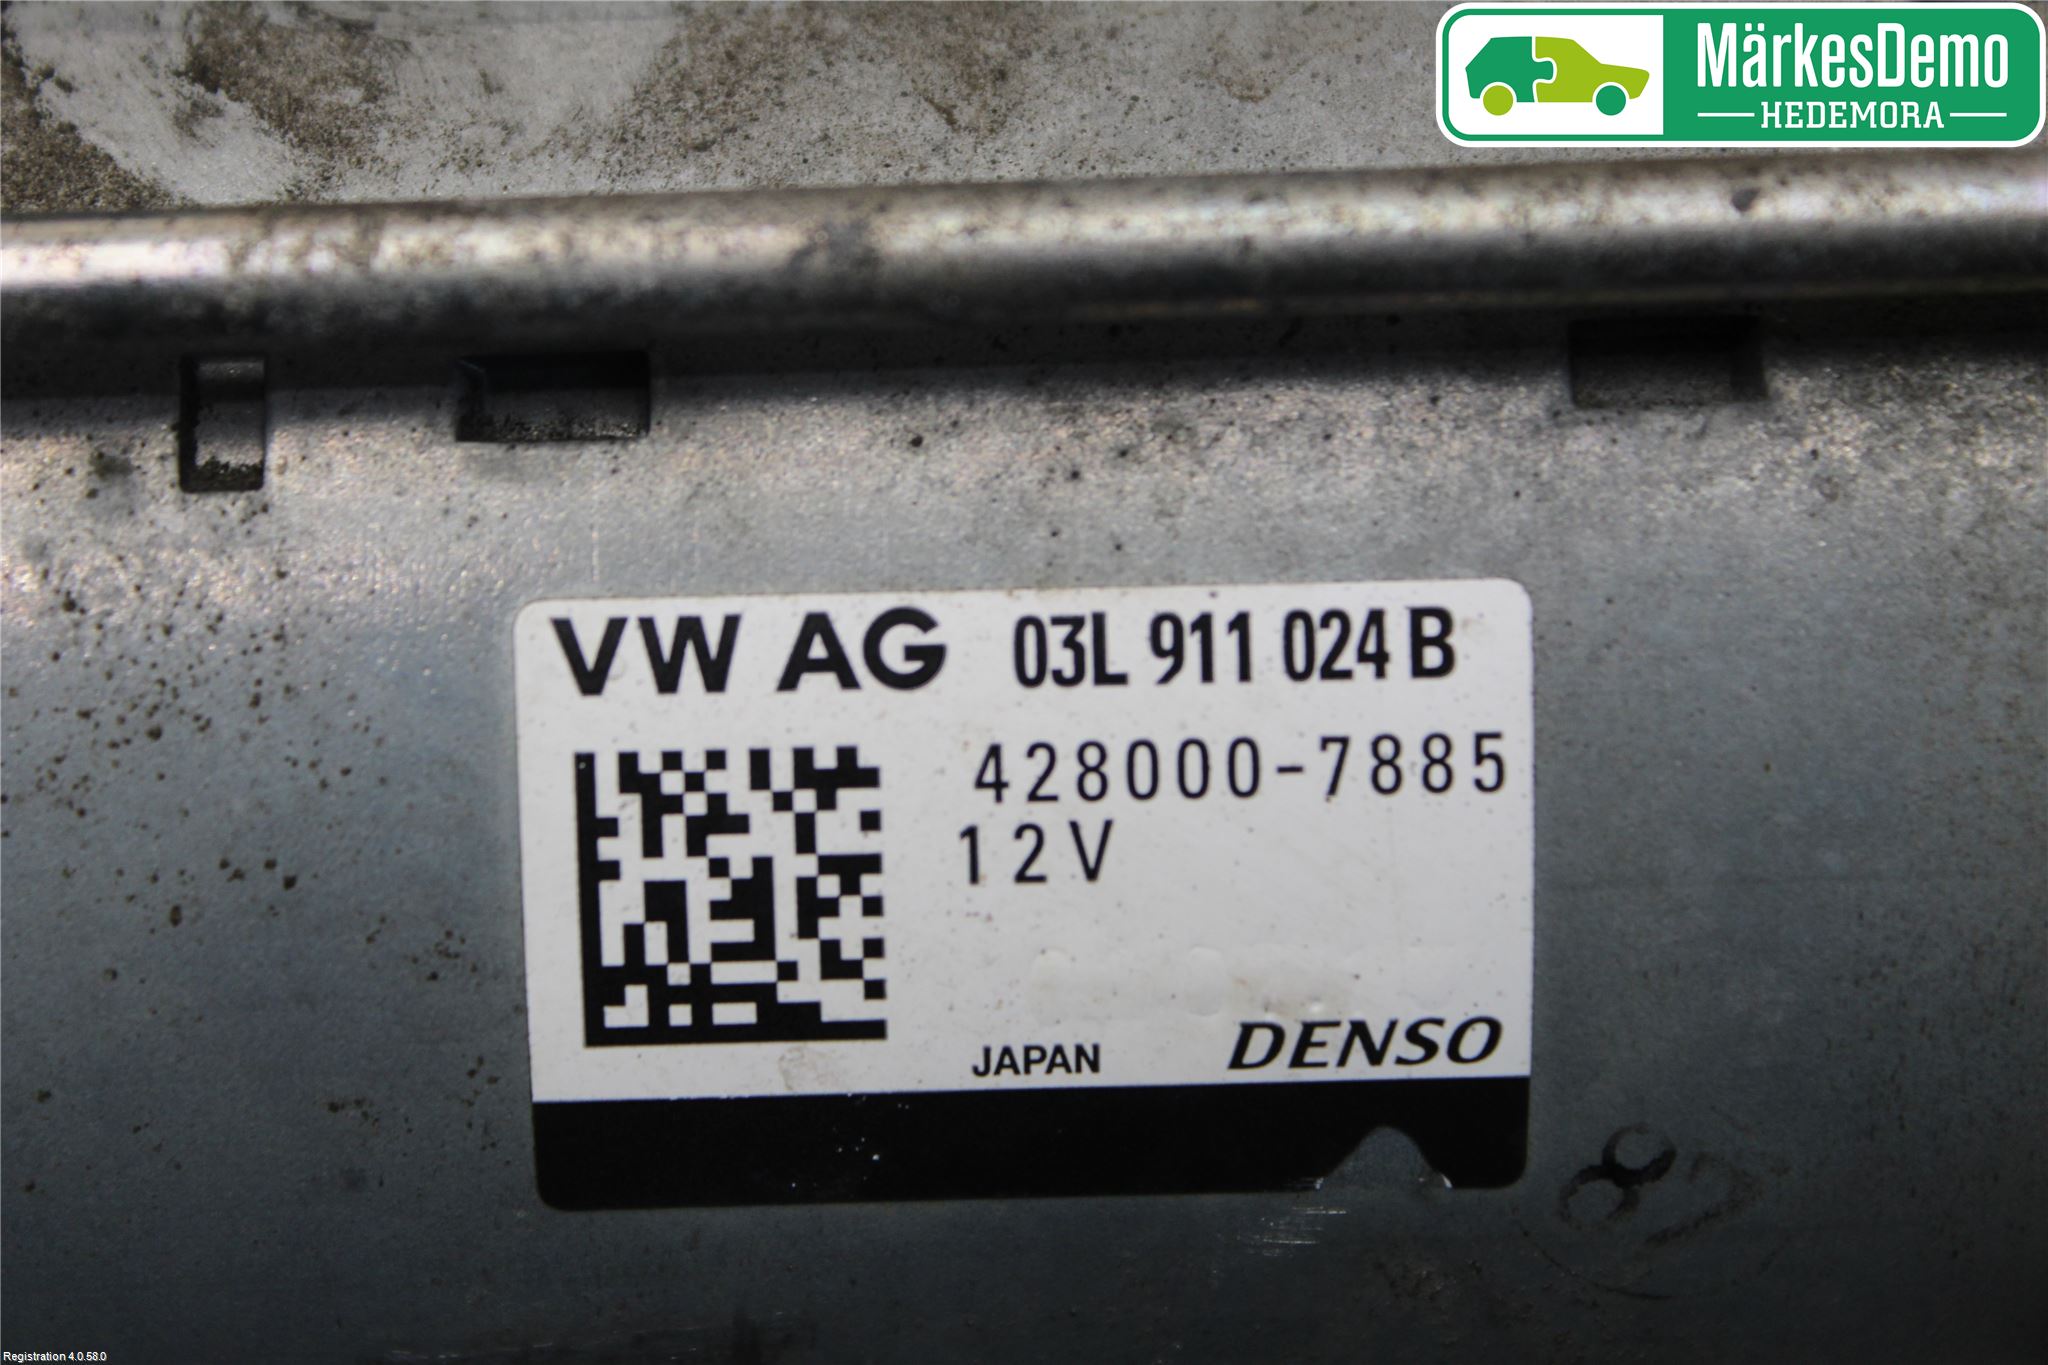 MärkesDemo
HEDEMORA
VW AG 03L 911 024 B
428000-7885
12V
JAPAN DENSO
Registration 4.0.58.0